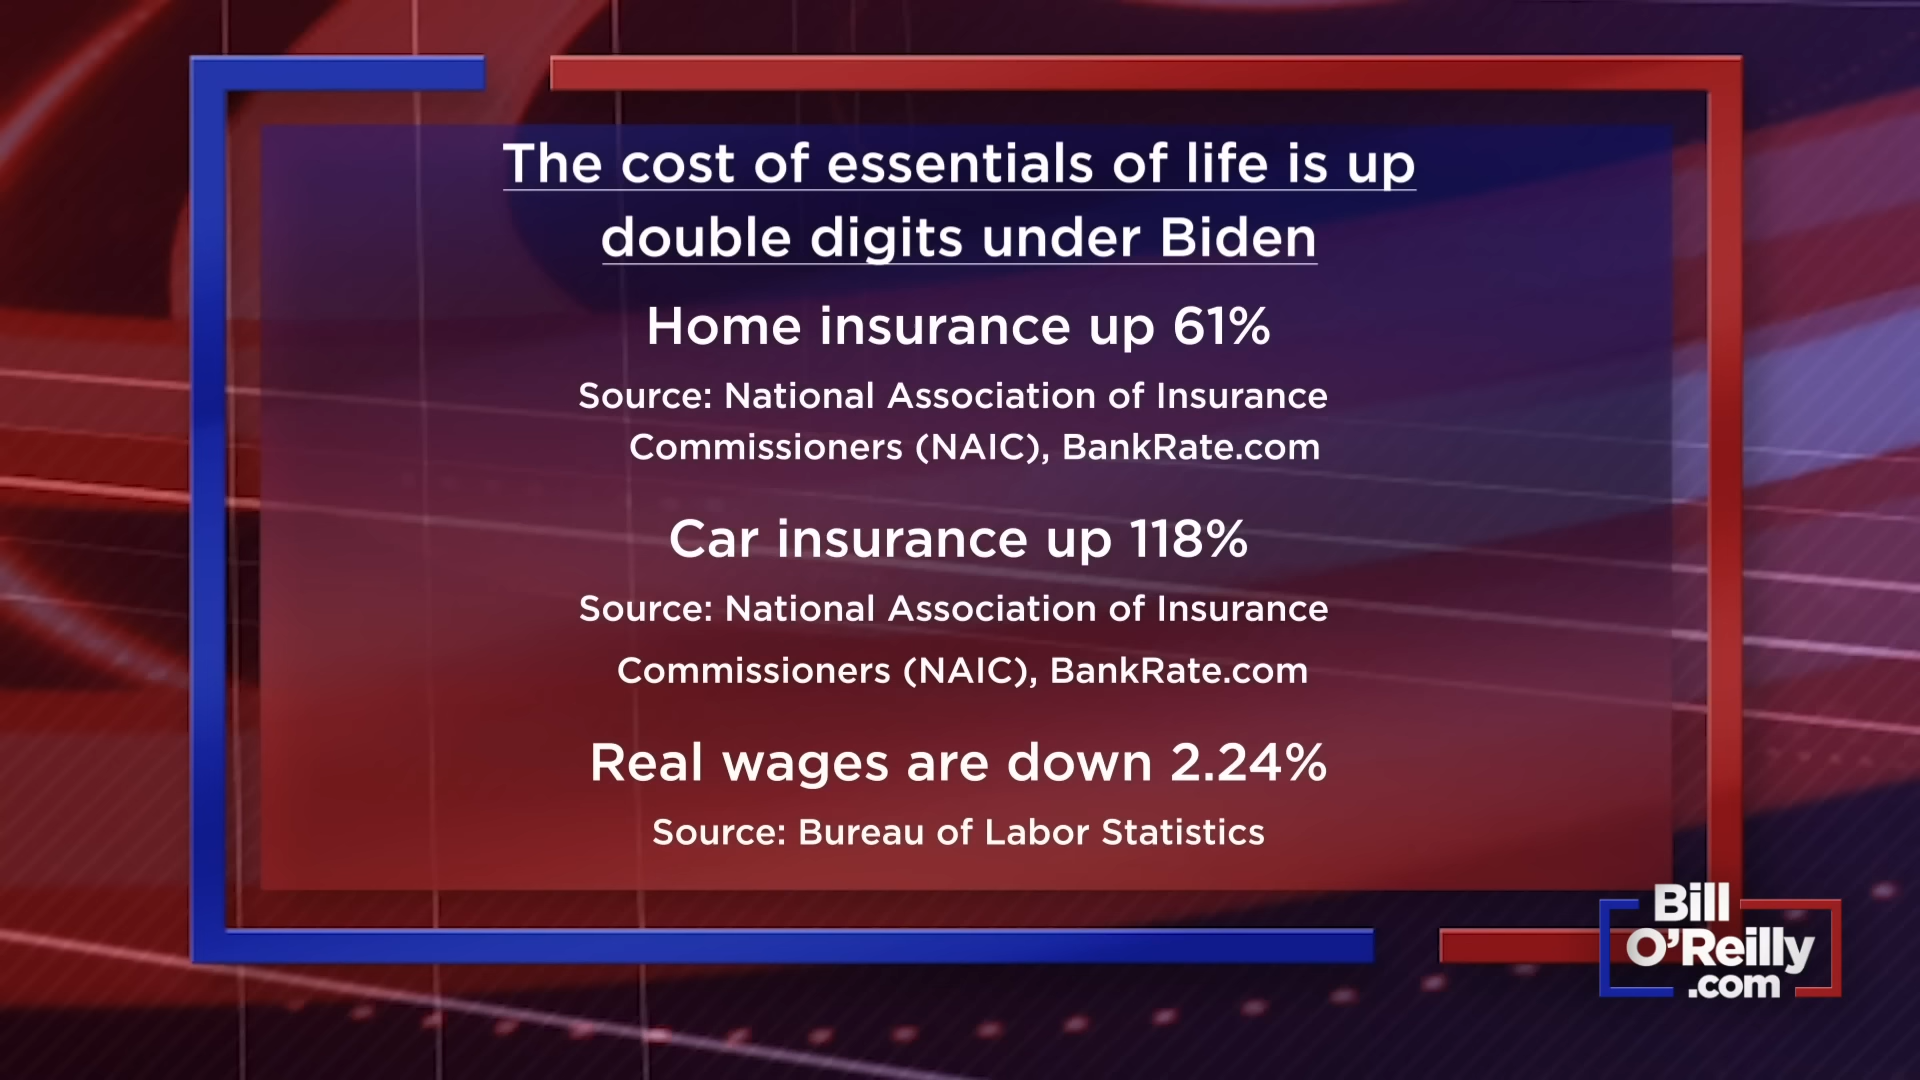 The cost of essentials of life is up
double digits under Biden
Home insurance up 61%
Source: National Association of Insurance
Commissioners (NAIC), BankRate.com
Car insurance up 118%
Source: National Association of Insurance
Commissioners (NAIC), BankRate.com
Real wages are down 2.24%
Source: Bureau of Labor Statistics
Bill
O'Reilly
.com